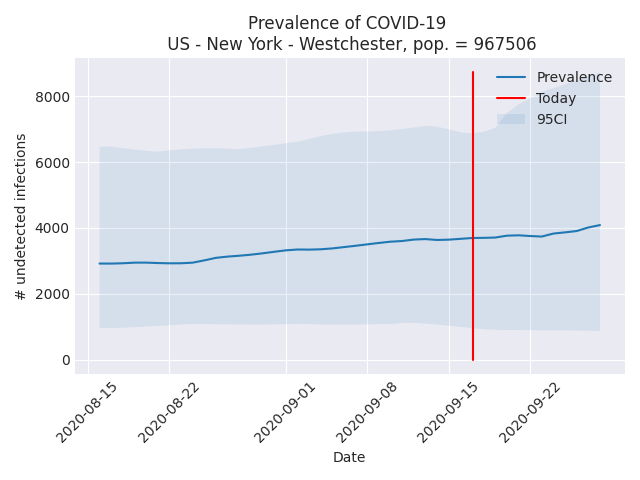 Prevalence of COVID-19
US - New York - Westchester, pop. = 967506
Prevalence
Today
95CI
8000
6000
4000
2000
0
# undetected infections
2020-08-15
2020-08-22
2020-09-01
2020-09-08
2020-09-15
2020-09-22
Date